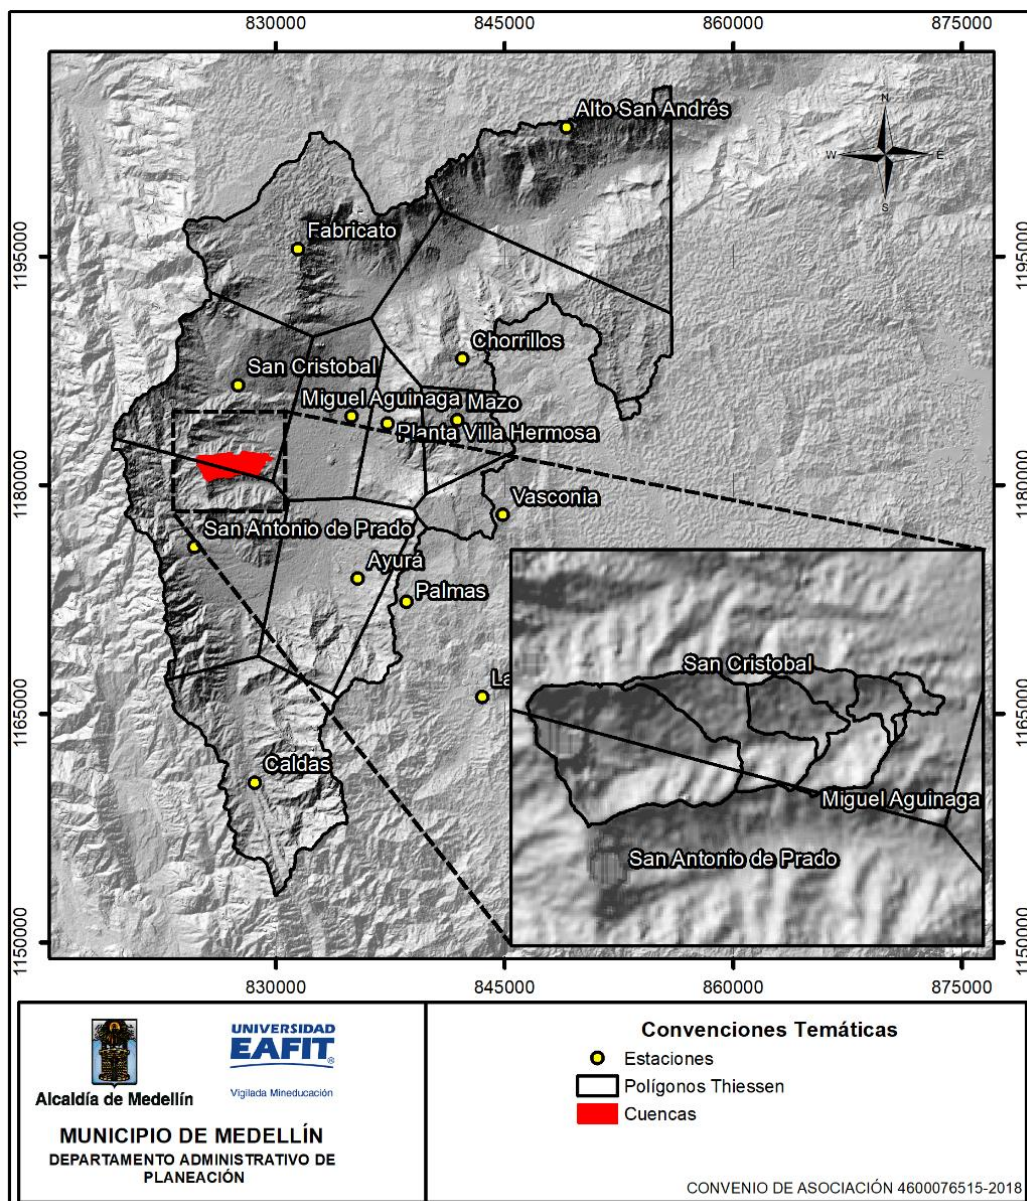 830000
845000
860000
875000
Alto San Andrés
N
W
E
S
Fabricato
1195000
1195000
Chorrillos
San Cristobal
Miguel Aguinaga
Mazo
Planta Villa Hermosa
1180000
1180000
Vasconia
San Antonio de Prado
Ayurá
Palmas
La
1165000
1165000
San Cristobal
Caldas
Miguel Aguinaga
San Antonio de Prado
1150000
1150000
830000
845000
860000
875000
Alcaldía de Medellín
UNIVERSIDAD
EAFIT
®
Vigilada Mineducación
MUNICIPIO DE MEDELLÍN
DEPARTAMENTO ADMINISTRATIVO DE
PLANEACIÓN
Convenciones Temáticas
Estaciones
Polígonos Thiessen
Cuencas
CONVENIO DE ASOCIACIÓN 4600076515-2018